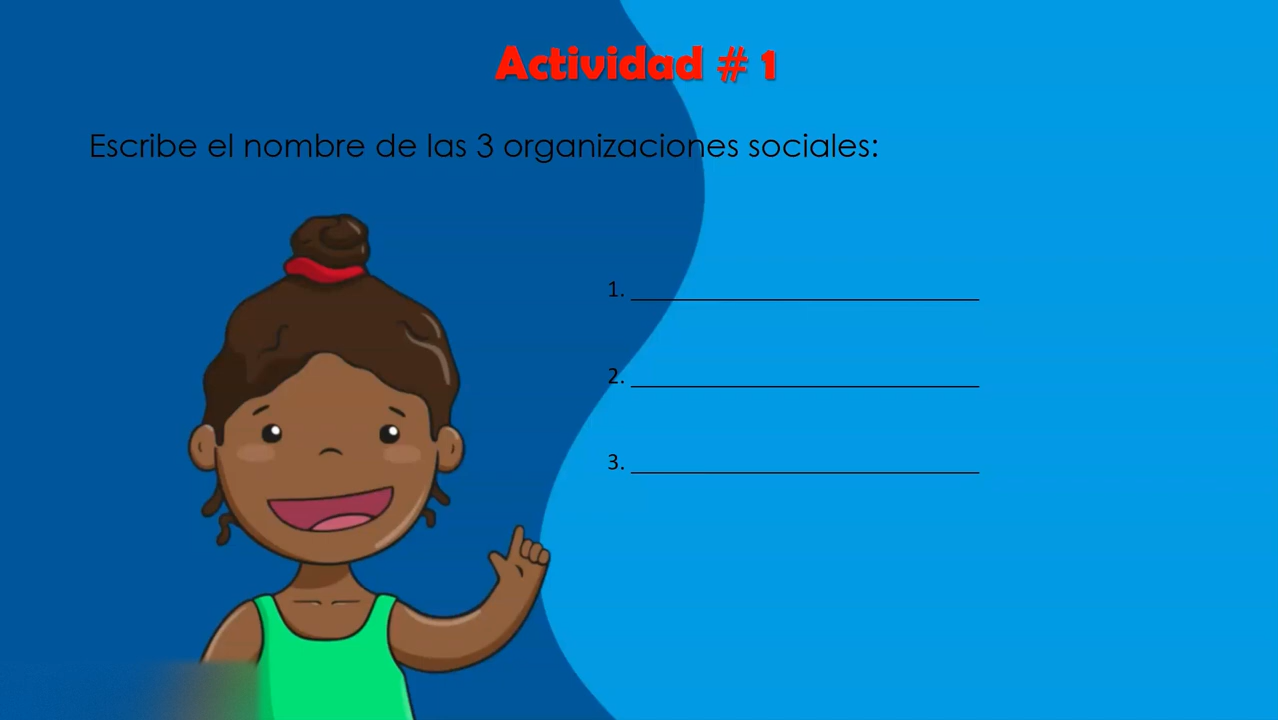 Actividad # 1
Escribe el nombre de las 3 organizaciones sociales:
1. ______________________________
2. ______________________________
3. ______________________________